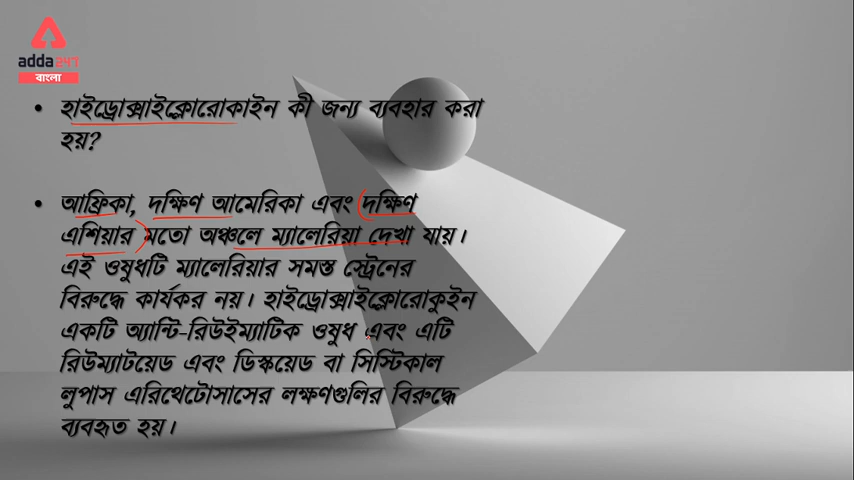 adda247
বাংলা
• হাইড্রোক্সাইক্লোরোকাইন কী জন্য ব্যবহার করা
হয়?
• আফ্রিকা, দক্ষিণ আমেরিকা এবং দক্ষিণ
এশিয়ার মতো অঞ্চলে ম্যালেরিয়া দেখা যায়।
এই ওষুধটি ম্যালেরিয়ার সমস্ত স্ট্রেনের
বিরুদ্ধে কার্যকর নয়। হাইড্রোক্সাইক্লোরোকুইন
একটি অ্যান্টি-রিউইম্যাটিক ওষুধ এবং এটি
রিউম্যাটয়েড এবং ডিস্কয়েড বা সিস্টিকাল
লুপাস এরিথেটোসাসের লক্ষণগুলির বিরুদ্ধে
ব্যবহৃত হয়।